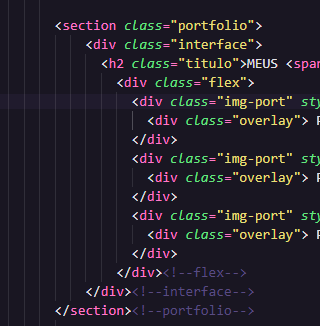 <section class="portfolio">
<div class="interface">
<h2 class="titulo">MEUS <span
<div class="flex">
<div class="img-port" sty
<div class="overlay"> P
</div>
<div class="img-port" sty
<div class="overlay"> P
</div>
<div class="img-port" sty
<div class="overlay"> P
</div>
</div><!--flex-->
</div><!--interface-->
</section><!--portfolio-->